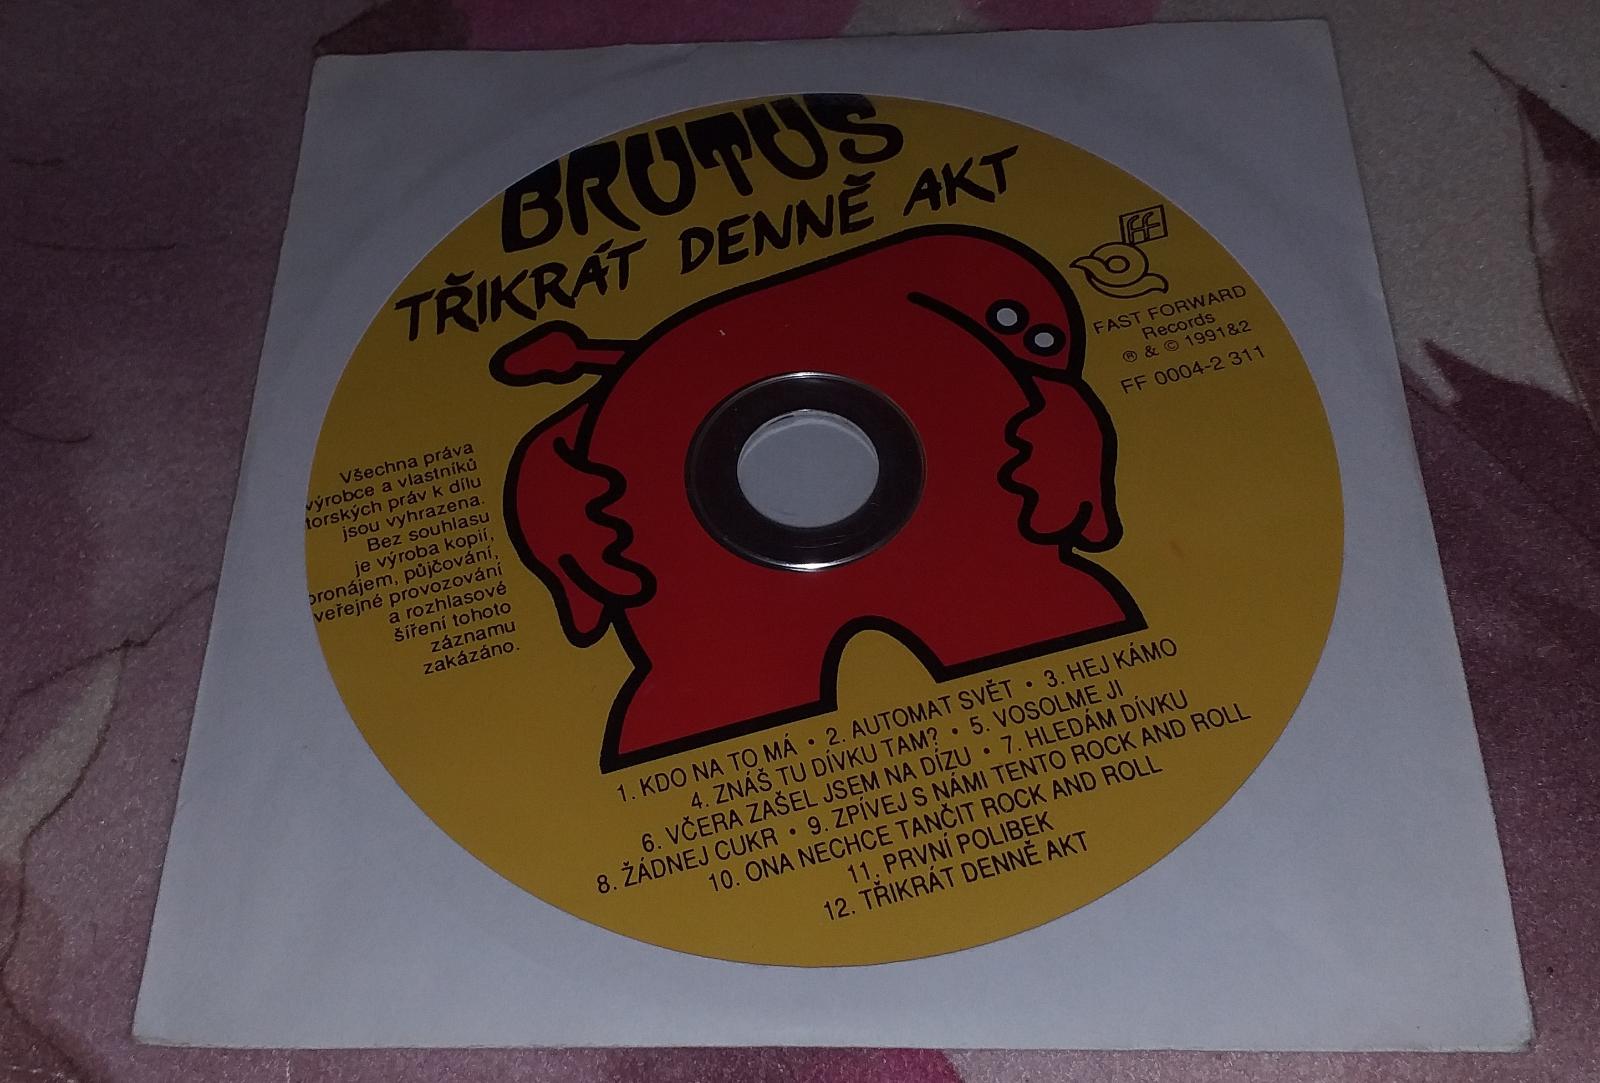 BRUTUS
TŘIKRÁT DENNĚ AKT
FF
FAST FORWARD
Records
® & © 1991&2
FF 0004-2 311
Všechna práva
výrobce a vlastníků
torských práv k dílu
jsou vyhrazena.
Bez souhlasu
je výroba kopií,
pronájem, půjčování,
veřejné provozování
a rozhlasové
šíření tohoto
záznamu
zakázáno.
1. KDO NA TO MÁ • 2. AUTOMAT SVĚT • 3. HEJ KÁMO
4. ZNÁŠ TU DÍVKU TAM? • 5. VOSOLME JI
6. VČERA ZAŠEL JSEM NA DÍZU • 7. HLEDÁM DÍVKU
8. ŽÁDNEJ CUKR • 9. ZPÍVEJ S NÁMI TENTO ROCK AND ROLL
10. ONA NECHCE TANČIT ROCK AND ROLL
11. PRVNÍ POLIBEK
12. TŘIKRÁT DENNĚ AKT